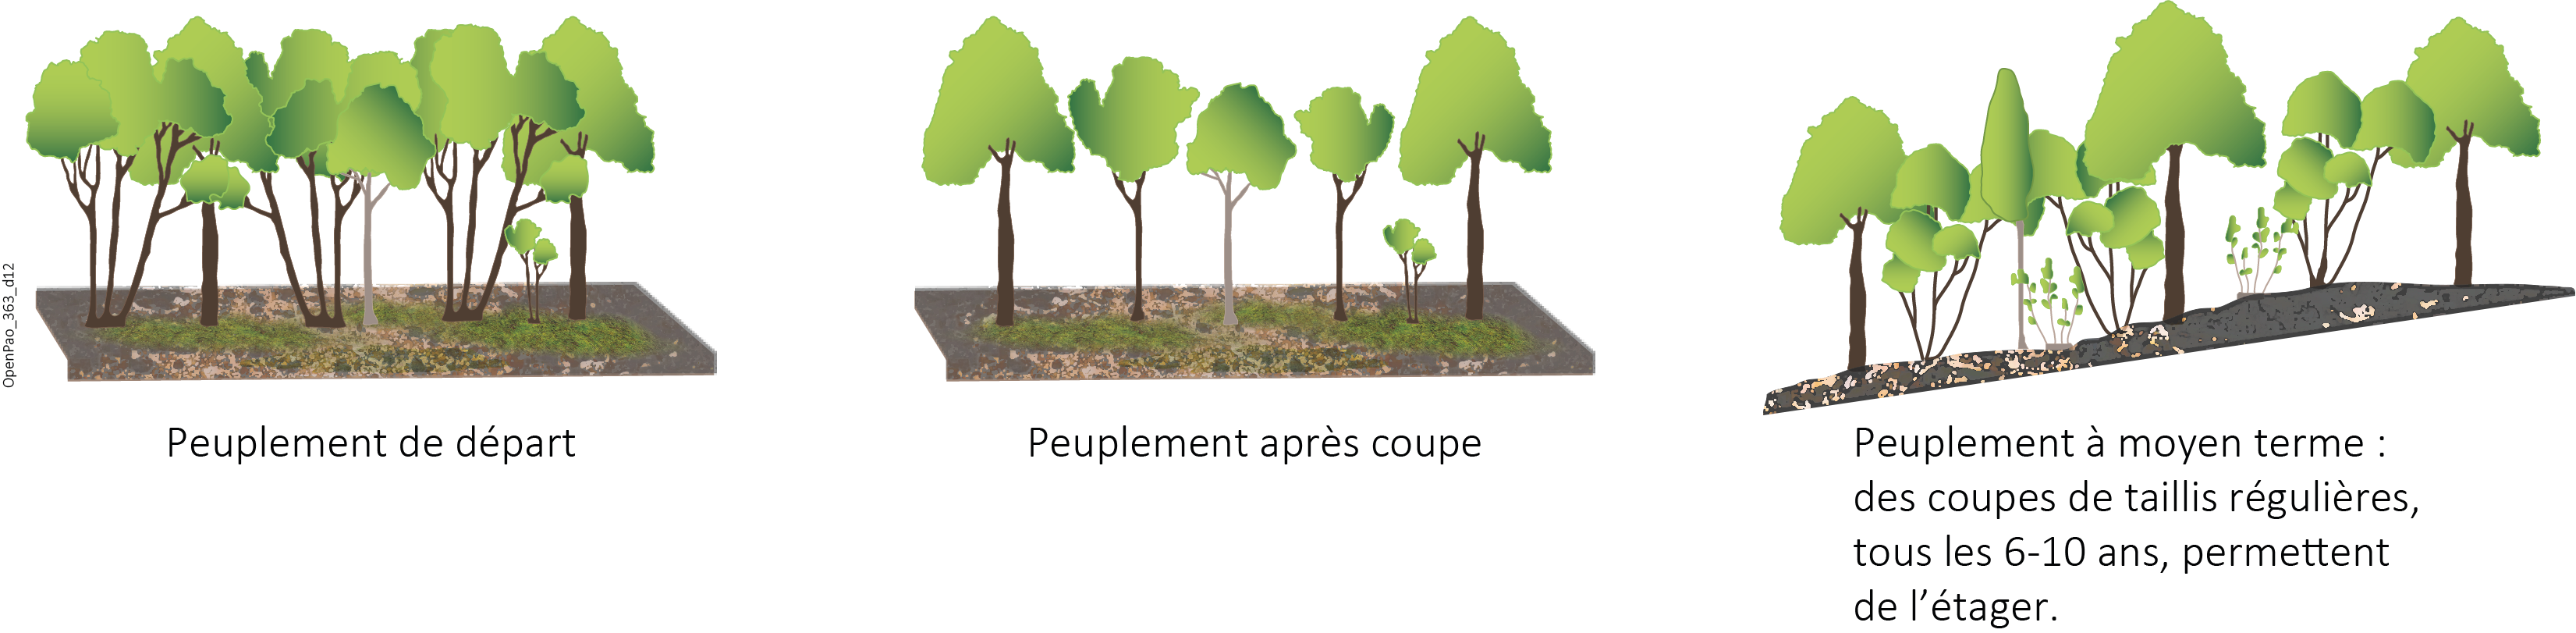 OpenPao_363_d12
Peuplement de départ
Peuplement après coupe
Peuplement à moyen terme :
des coupes de taillis régulières,
tous les 6-10 ans, permettent
de l’étager.